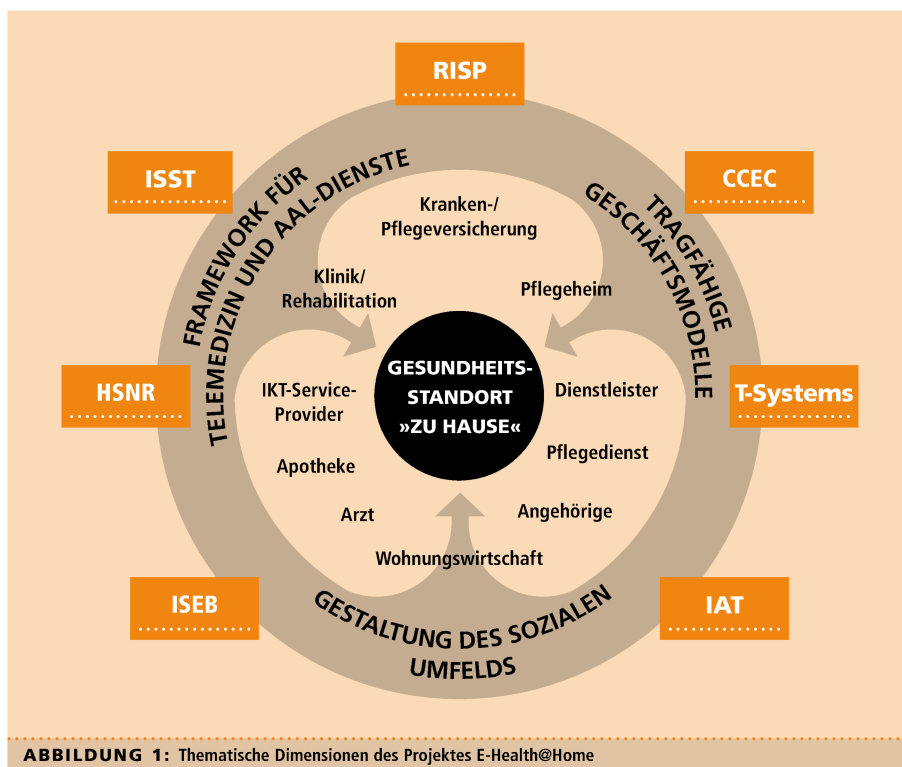 RISP
ISST
CCEC
FRAMEWORK FÜR
TELEMEDIZIN UND AAL-DIENSTE
TRAGFÄHIGE
GESCHÄFTSMODELLE
Kranken-/
Pflegeversicherung
Klinik/
Rehabilitation
Pflegeheim
HSNR
IKT-Service-
Provider
GESUNDHEITS-
STANDORT
»ZU HAUSE«
Dienstleister
T-Systems
Apotheke
Pflegedienst
Arzt
Angehörige
Wohnungswirtschaft
ISEB
IAT
GESTALTUNG DES SOZIALEN
UMFELDS
ABBILDUNG 1: Thematische Dimensionen des Projektes E-Health@Home